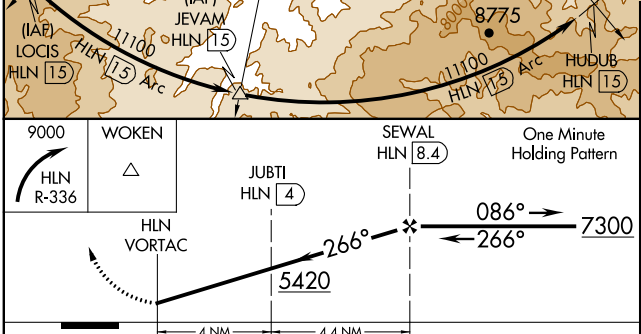 (IAF)
JEVAM
HLN 15
(IAF)
LOCIS
HLN 15
11100
HLN 15 Arc
11100
HLN 15 Arc
8000
8775
HUDUB
HLN 15
9000
HLN
R-336
WOKEN
HLN
VORTAC
JUBTI
HLN 4
SEWAL
HLN 8.4
One Minute
Holding Pattern
266°
5420
086°
266°
7300
4 NM
4.4 NM